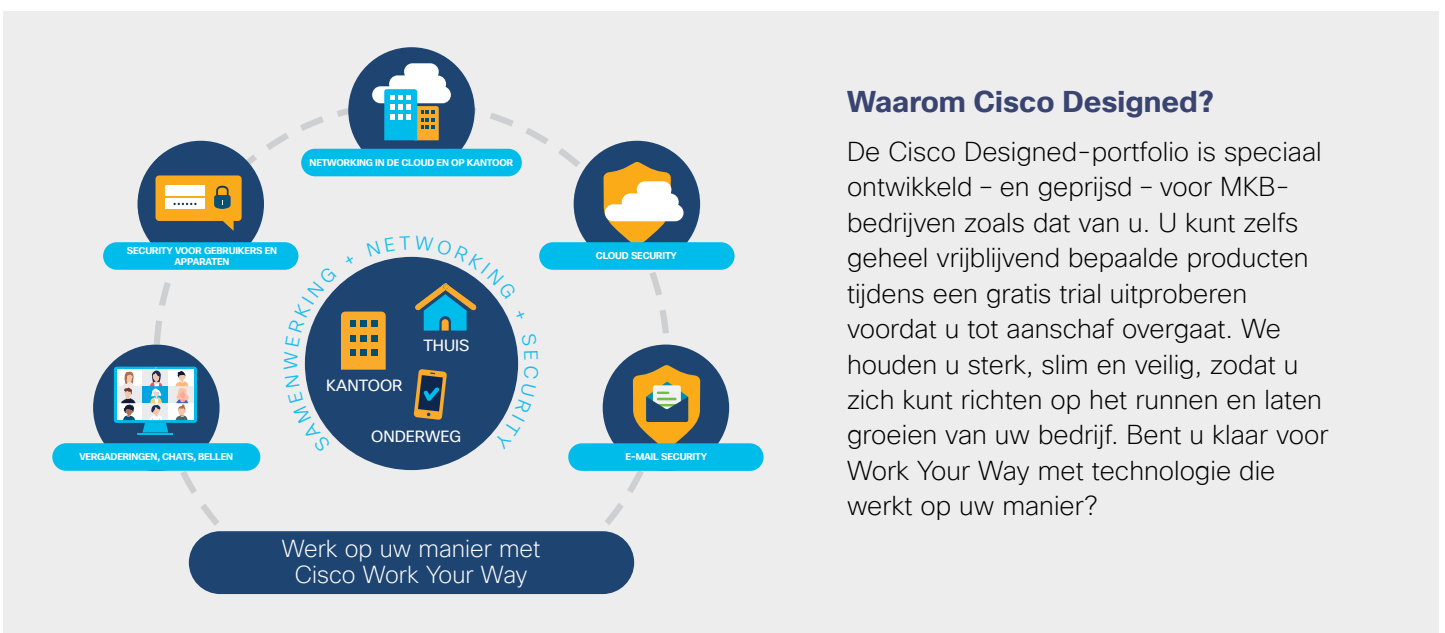 NETWORKING IN DE CLOUD EN OP KANTOOR
SECURITY VOOR GEBRUIKERS EN
APPARATEN
CLOUD SECURITY
SAMENWERKING + NETWORKING + SECURITY
THUIS
KANTOOR
ONDERWEG
VERGADERINGEN, CHATS, BELLEN
E-MAIL SECURITY
Werk op uw manier met
Cisco Work Your Way
Waarom Cisco Designed?
De Cisco Designed-portfolio is speciaal
ontwikkeld – en geprijsd – voor MKB-
bedrijven zoals dat van u. U kunt zelfs
geheel vrijblijvend bepaalde producten
tijdens een gratis trial uitproberen
voordat u tot aanschaf overgaat. We
houden u sterk, slim en veilig, zodat u
zich kunt richten op het runnen en laten
groeien van uw bedrijf. Bent u klaar voor
Work Your Way met technologie die
werkt op uw manier?